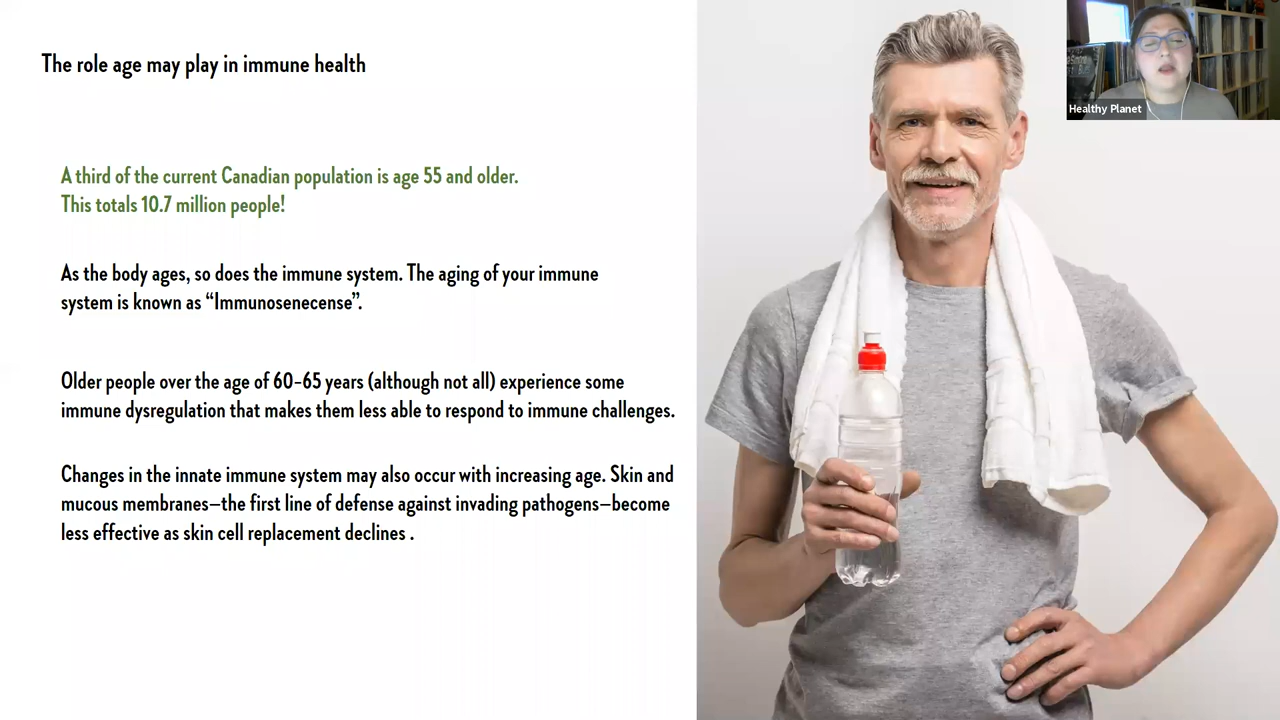 The role age may play in immune health
Healthy Planet
A third of the current Canadian population is age 55 and older.
This totals 10.7 million people!
As the body ages, so does the immune system. The aging of your immune
system is known as “Immunosenecense”.
Older people over the age of 60-65 years (although not all) experience some
immune dysregulation that makes them less able to respond to immune challenges.
Changes in the innate immune system may also occur with increasing age. Skin and
mucous membranes—the first line of defense against invading pathogens—become
less effective as skin cell replacement declines .